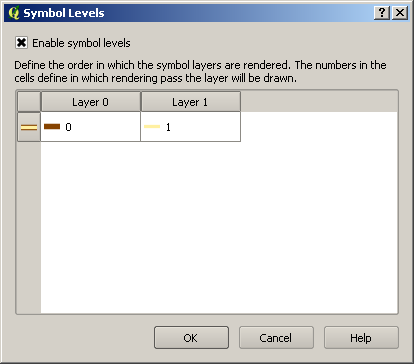 Symbol Levels
Enable symbol levels
Define the order in which the symbol layers are rendered. The numbers in the
cells define in which rendering pass the layer will be drawn.
Layer 0 Layer 1
0 1
OK Cancel Help